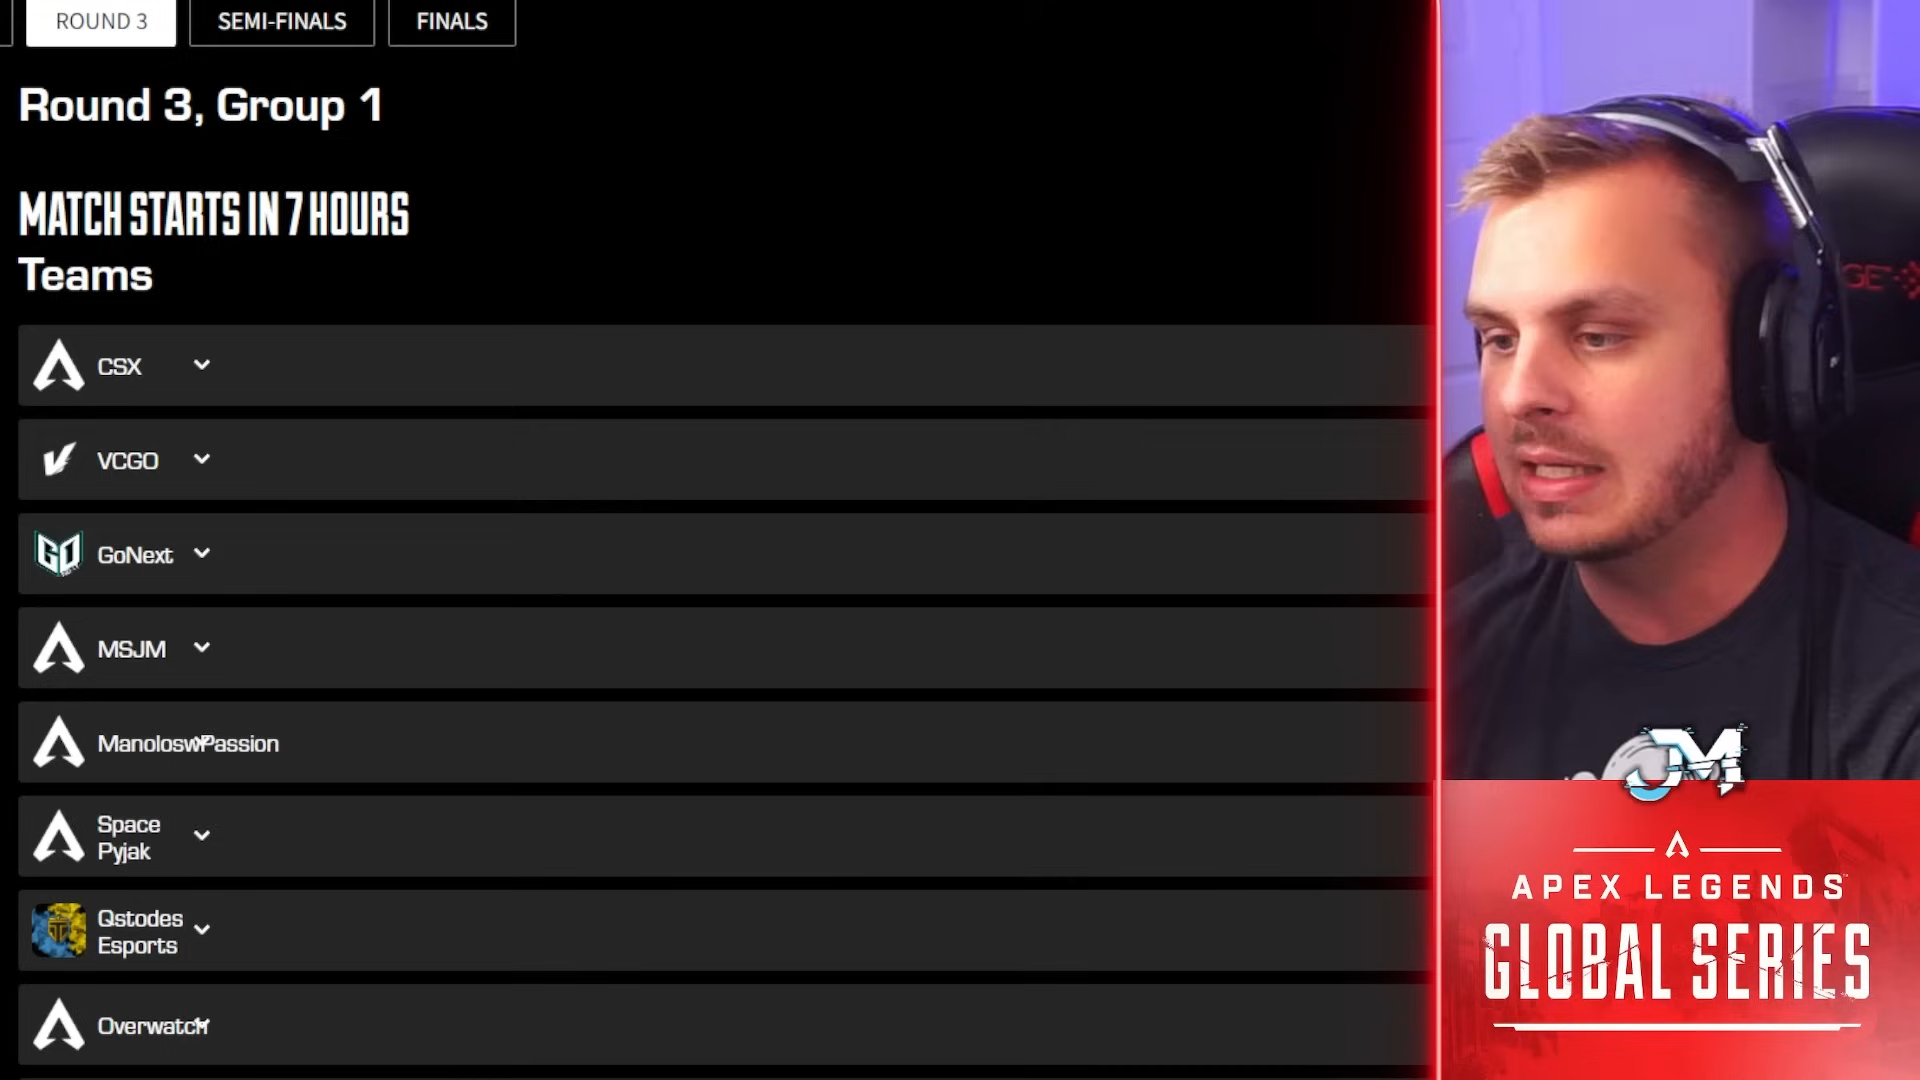 ROUND 3
SEMI-FINALS
FINALS
Round 3, Group 1
MATCH STARTS IN 7 HOURS
Teams
CSX
VCGO
GoNext
MSJM
ManoloswPassion
Space
Pyjak
Qstodes
Esports
Overwatch
JM
APEX LEGENDS
GLOBAL SERIES